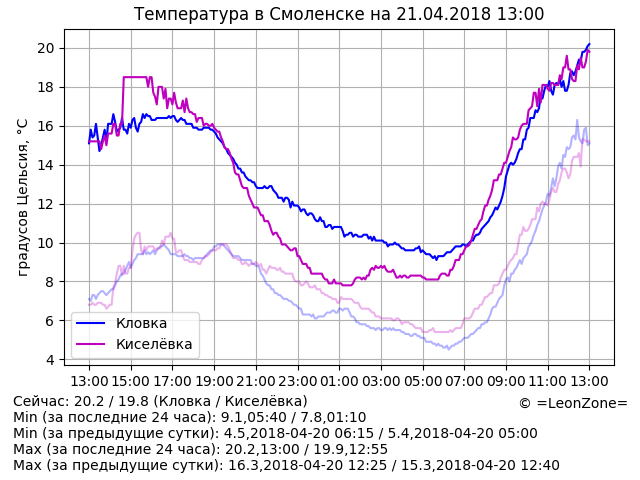 Температура в Смоленске на 21.04.2018 13:00
градусов Цельсия, °C
20
18
16
14
12
10
8
6
4
Кловка
Киселёвка
13:00 15:00 17:00 19:00 21:00 23:00 01:00 03:00 05:00 07:00 09:00 11:00 13:00
Сейчас: 20.2 / 19.8 (Кловка / Киселёвка)
© =LeonZone=
Min (за последние 24 часа): 9.1,05:40 / 7.8,01:10
Min (за предыдущие сутки): 4.5,2018-04-20 06:15 / 5.4,2018-04-20 05:00
Max (за последние 24 часа): 20.2,13:00 / 19.9,12:55
Max (за предыдущие сутки): 16.3,2018-04-20 12:25 / 15.3,2018-04-20 12:40